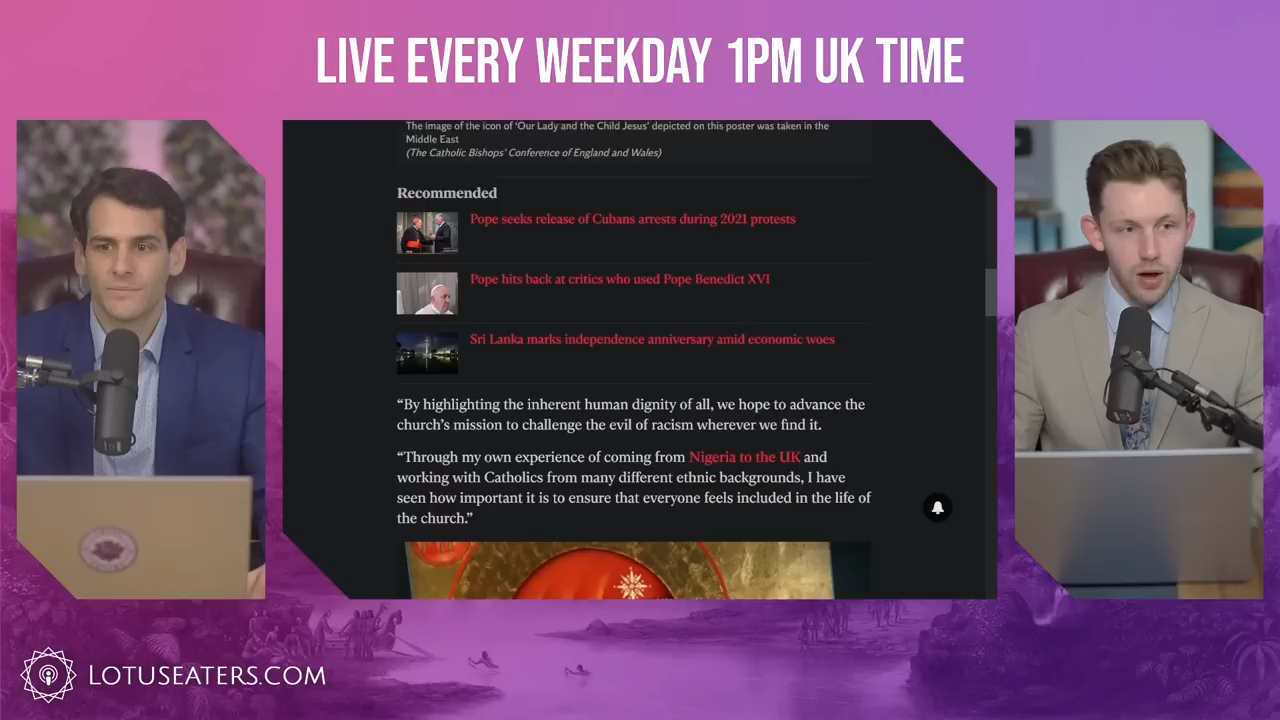 LIVE EVERY WEEKDAY 1PM UK TIME
The image of the icon of ‘Our Lady and the Child Jesus’ depicted on this poster was taken in the
Middle East
(The Catholic Bishops’ Conference of England and Wales)
Recommended
Pope seeks release of Cubans arrests during 2021 protests
Pope hits back at critics who used Pope Benedict XVI
Sri Lanka marks independence anniversary amid economic woes
“By highlighting the inherent human dignity of all, we hope to advance the
church’s mission to challenge the evil of racism wherever we find it.
“Through my own experience of coming from Nigeria to the UK and
working with Catholics from many different ethnic backgrounds, I have
seen how important it is to ensure that everyone feels included in the life of
the church.”
LOTUSEATERS.COM